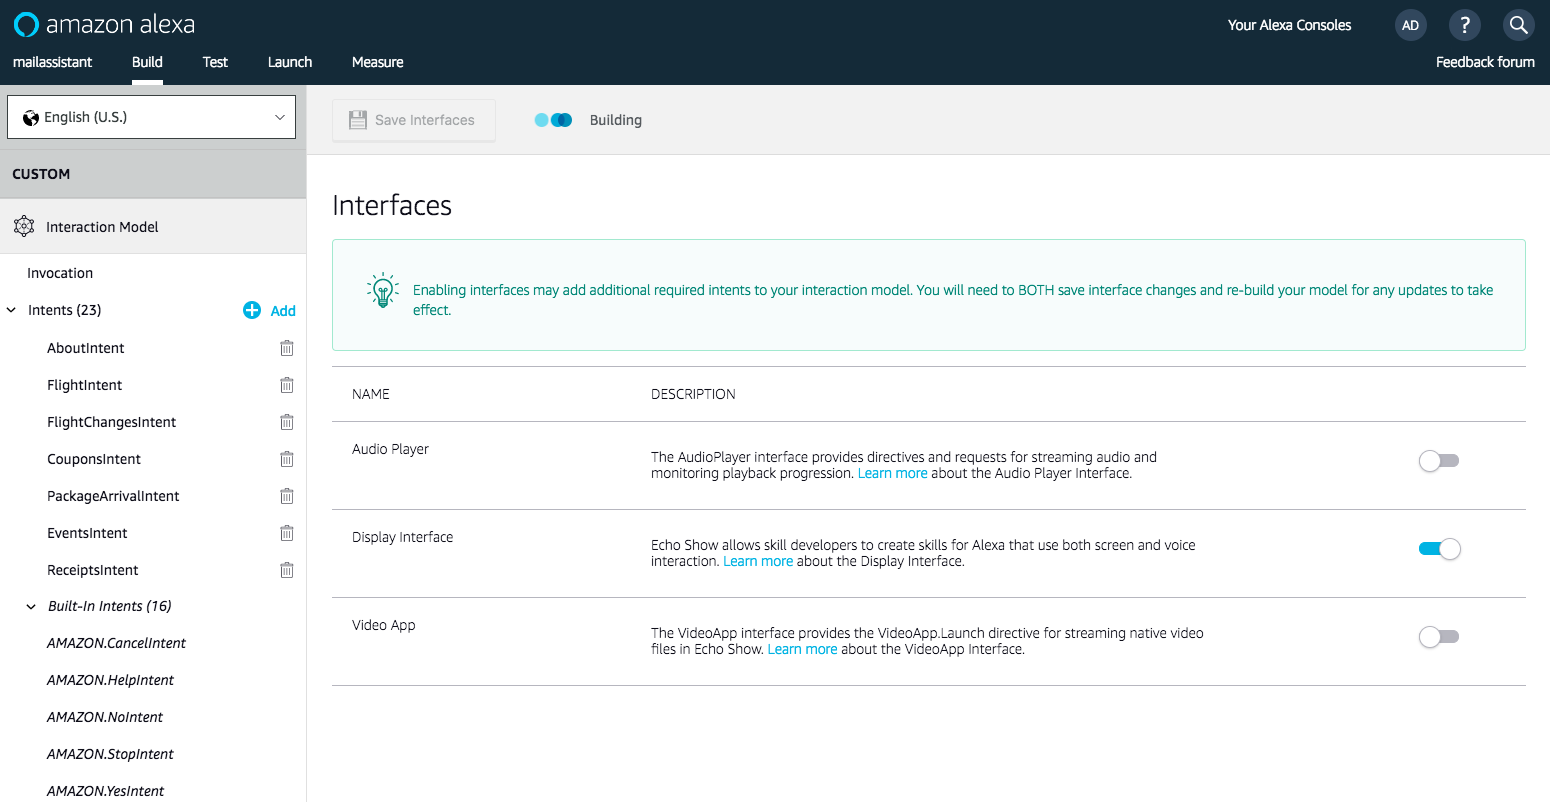 amazon alexa
Your Alexa Consoles
AD
?
mailassistant
Build
Test
Launch
Measure
Feedback forum
English (U.S.)
Save Interfaces
Building
CUSTOM
Interaction Model
Invocation
Intents (23)
Add
AboutIntent
FlightIntent
FlightChangesIntent
CouponsIntent
PackageArrivalIntent
EventsIntent
ReceiptsIntent
Built-In Intents (16)
AMAZON.CancelIntent
AMAZON.HelpIntent
AMAZON.NoIntent
AMAZON.StopIntent
AMAZON.YesIntent
Interfaces
Enabling interfaces may add additional required intents to your interaction model. You will need to BOTH save interface changes and re-build your model for any updates to take
effect.
NAME
DESCRIPTION
Audio Player
The AudioPlayer interface provides directives and requests for streaming audio and
monitoring playback progression. Learn more about the Audio Player Interface.
Display Interface
Echo Show allows skill developers to create skills for Alexa that use both screen and voice
interaction. Learn more about the Display Interface.
Video App
The VideoApp interface provides the VideoApp.Launch directive for streaming native video
files in Echo Show. Learn more about the VideoApp Interface.